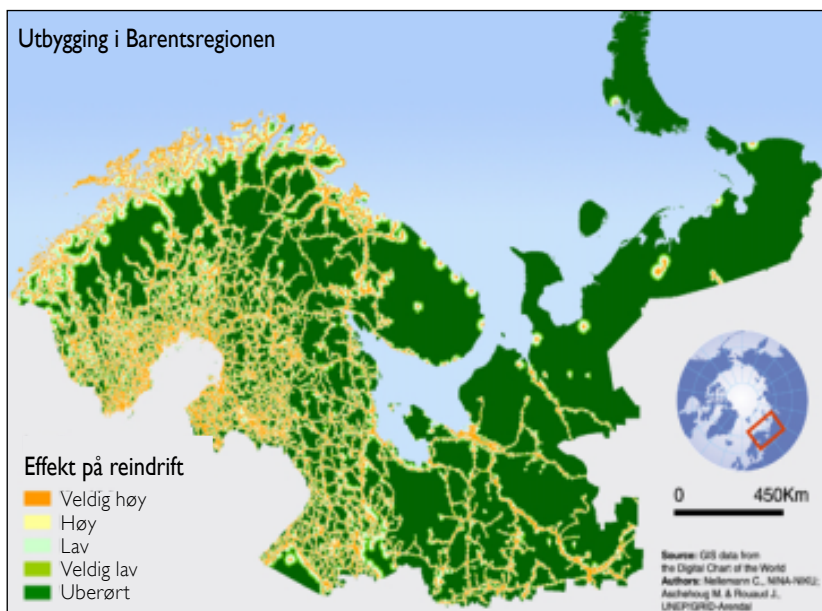 Utbygging i Barentsregionen
Effekt på reindrift
Veldig høy
Høy
Lav
Veldig lav
Uberørt
0 450Km
Source: GIS data from
the Digital Chart of the World
Authors: Nellemann C., NINA-NIKU;
Aschehoug M. & Rouaud J.,
UNEP/GRID-Arendal